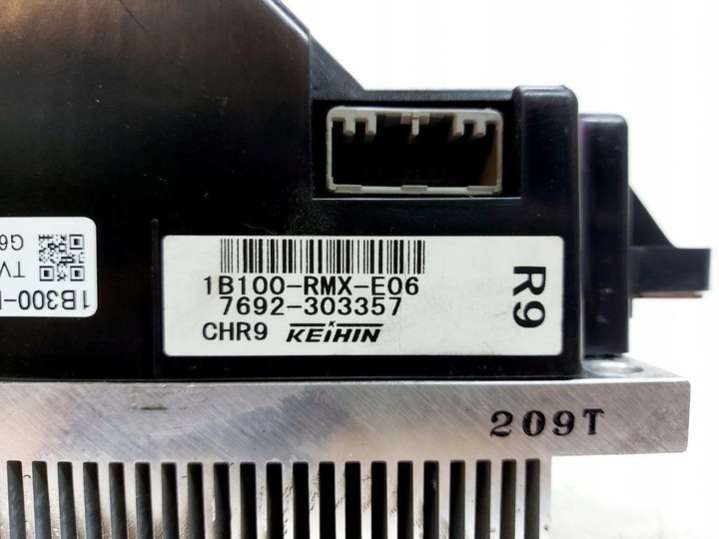 1B100-RMX-E06
7692-303357
CHR9 KEIHIN
R9
209T
1B300-
TV
G6